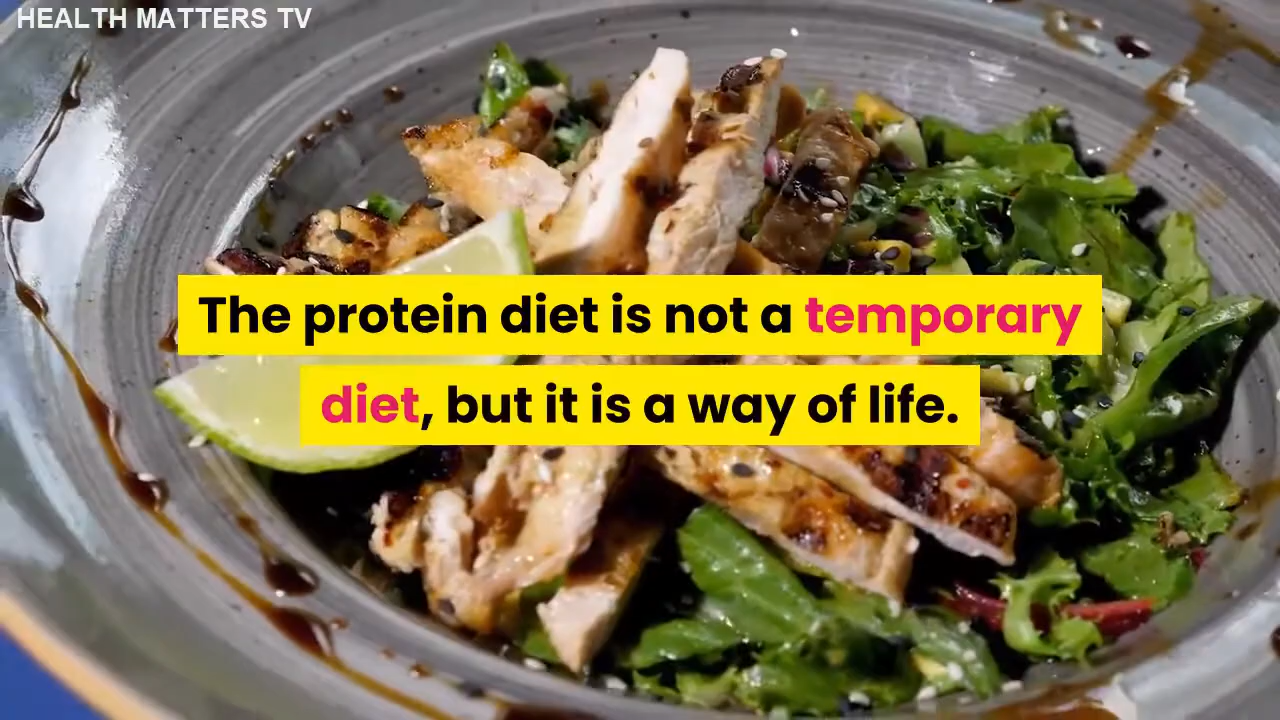 HEALTH MATTERS TV
The protein diet is not a temporary
diet, but it is a way of life.